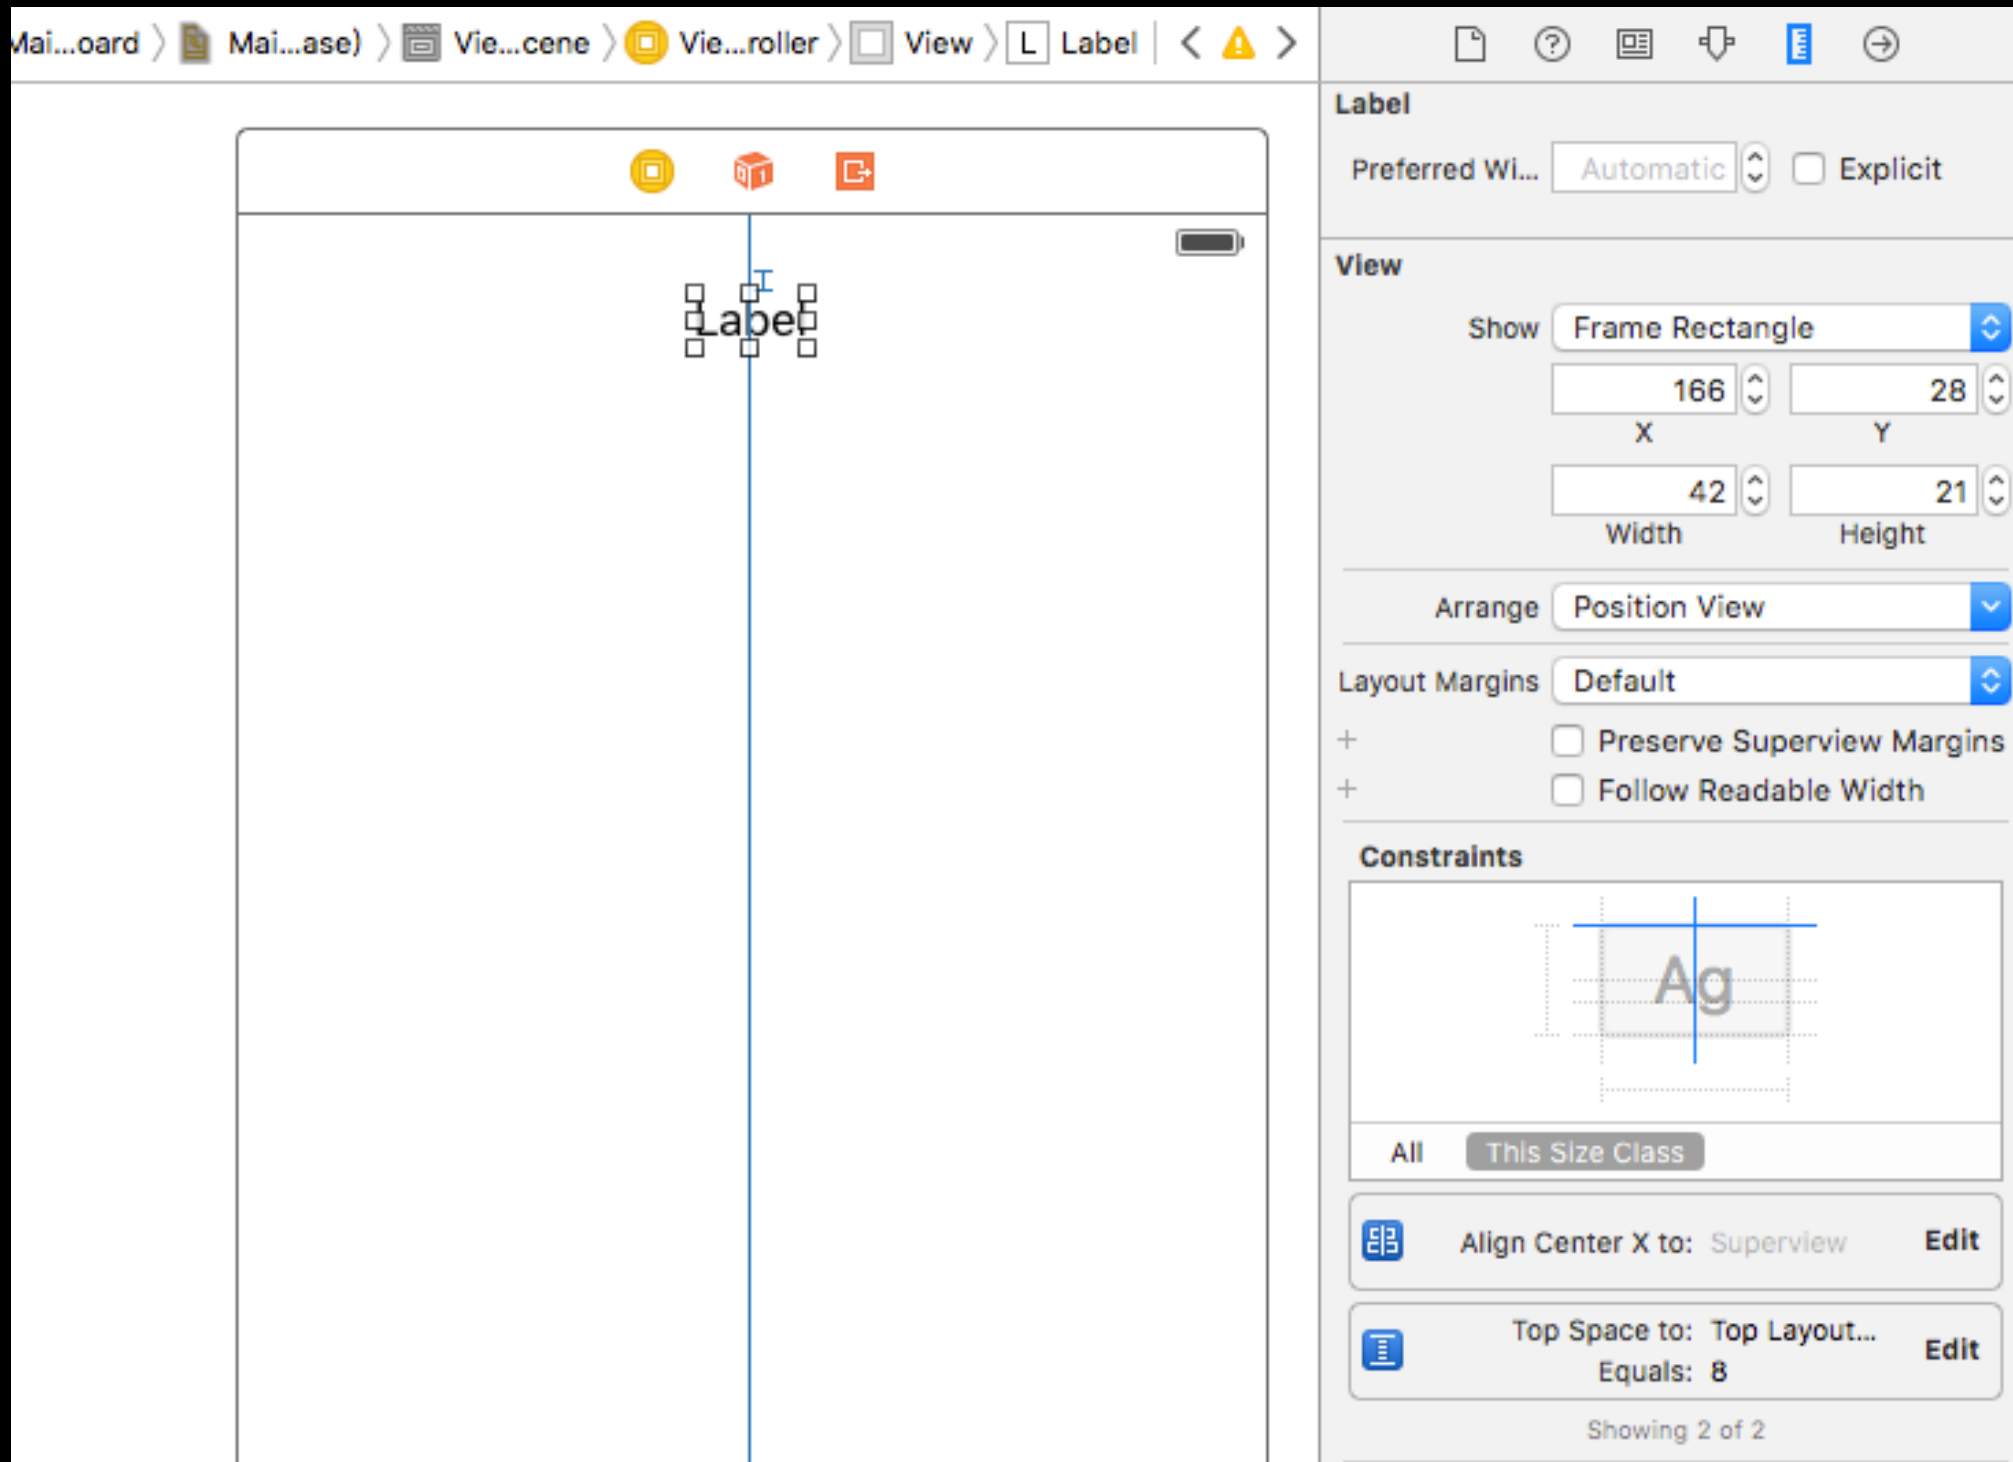 Mai...oard Mai...ase) Vie...cene Vie...roller View L Label
Label
Preferred Wi... Automatic Explicit
View
Show Frame Rectangle
166 28
X Y
42 21
Width Height
Arrange Position View
Layout Margins Default
Preserve Superview Margins
Follow Readable Width
Constraints
Ag
All This Size Class
Align Center X to: Superview Edit
Top Space to: Top Layout... Edit
Equals: 8
Showing 2 of 2
Label